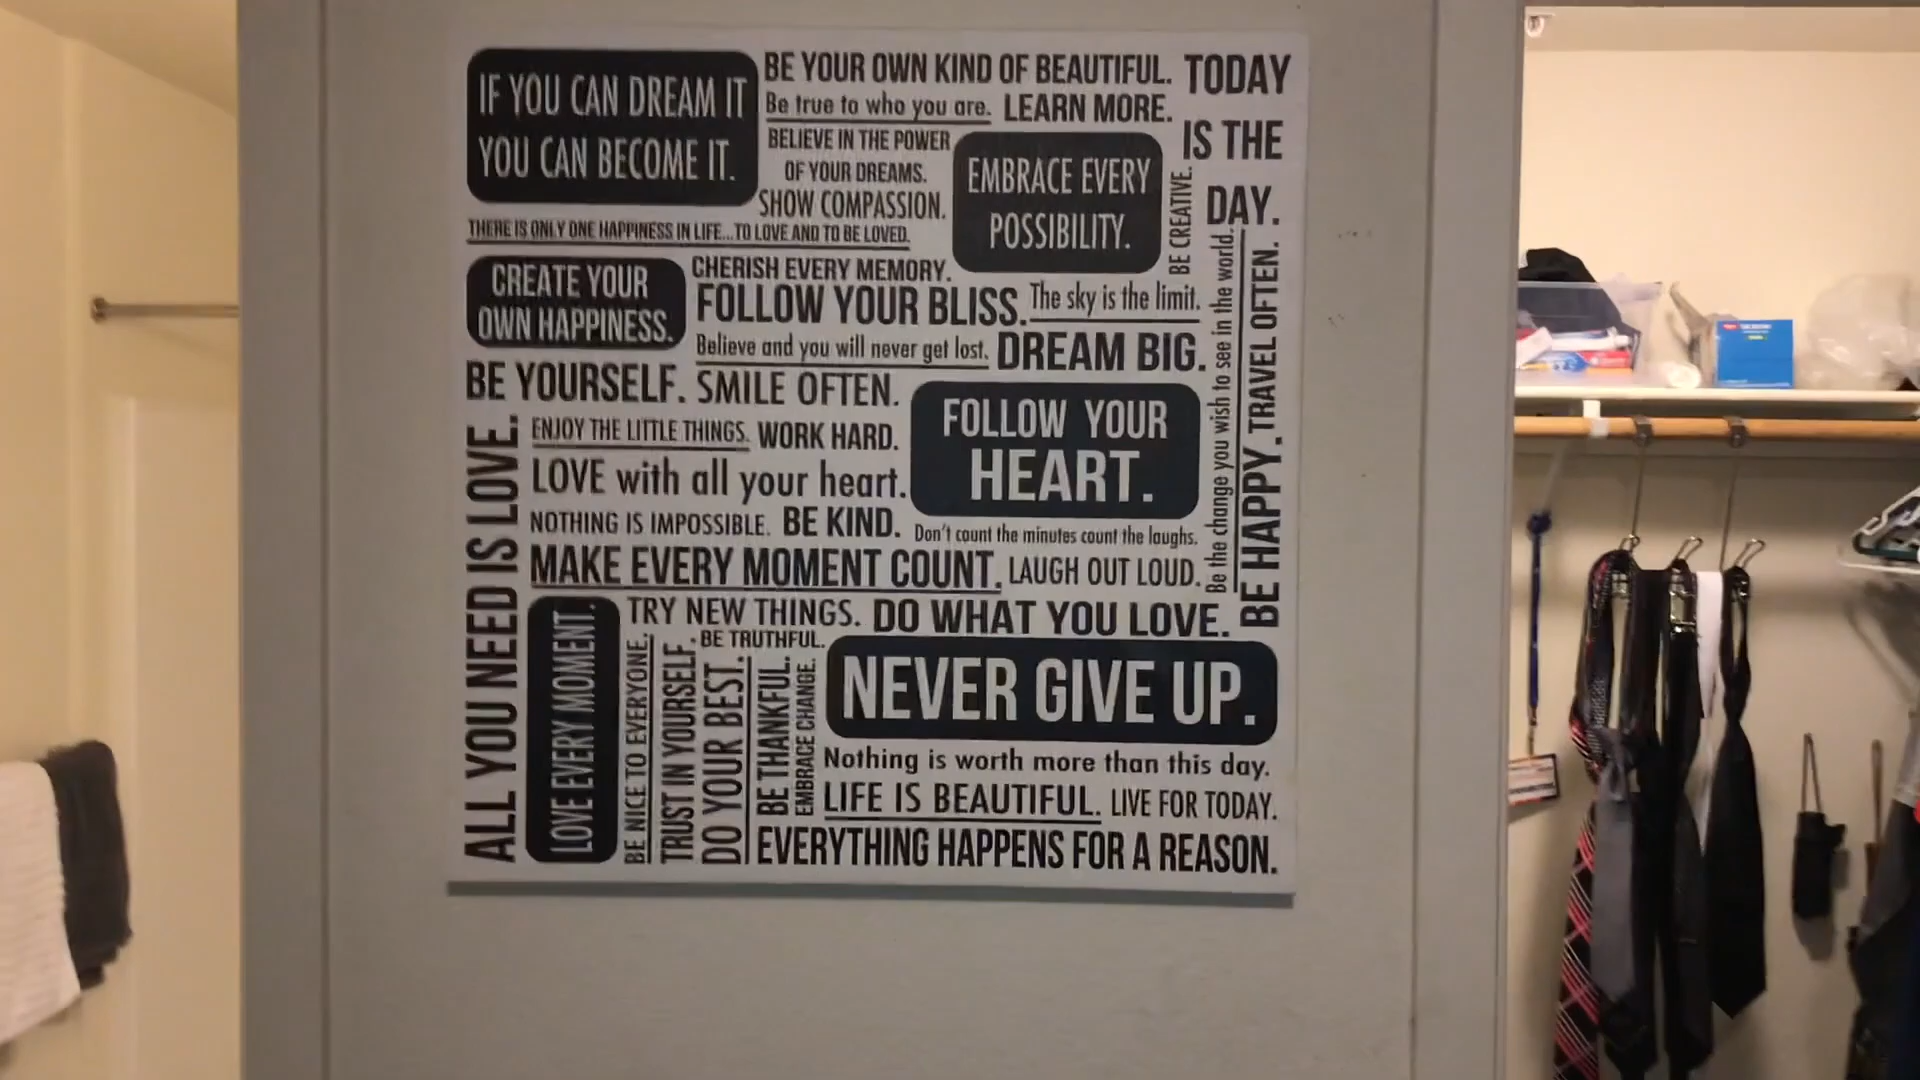 IF YOU CAN DREAM IT
YOU CAN BECOME IT.
BE YOUR OWN KIND OF BEAUTIFUL.
Be true to who you are. LEARN MORE.
BELIEVE IN THE POWER
OF YOUR DREAMS.
SHOW COMPASSION.
EMBRACE EVERY
POSSIBILITY.
BE CREATIVE.
TODAY
IS THE
DAY.
THERE IS ONLY ONE HAPPINESS IN LIFE...TO LOVE AND TO BE LOVED.
CREATE YOUR
OWN HAPPINESS.
CHERISH EVERY MEMORY.
FOLLOW YOUR BLISS. The sky is the limit.
Believe and you will never get lost. DREAM BIG.
Be the change you wish to see in the world.
BE HAPPY. TRAVEL OFTEN.
BE YOURSELF. SMILE OFTEN.
ENJOY THE LITTLE THINGS. WORK HARD.
FOLLOW YOUR
HEART.
LOVE with all your heart.
NOTHING IS IMPOSSIBLE. BE KIND. Don't count the minutes count the laughs.
MAKE EVERY MOMENT COUNT. LAUGH OUT LOUD.
ALL YOU NEED IS LOVE.
LOVE EVERY MOMENT.
TRY NEW THINGS. DO WHAT YOU LOVE.
BE NICE TO EVERYONE.
TRUST IN YOURSELF.
BE TRUTHFUL.
DO YOUR BEST.
BE THANKFUL.
EMBRACE CHANGE.
NEVER GIVE UP.
Nothing is worth more than this day.
LIFE IS BEAUTIFUL. LIVE FOR TODAY.
EVERYTHING HAPPENS FOR A REASON.